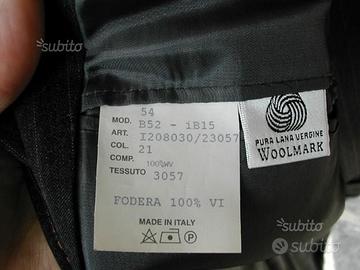 subito
54
MOD. B52 - iB15
ART. I208030/23057
COL. 21
COMP. 100%WV
TESSUTO 3057
FODERA 100% VI
MADE IN ITALY
P
PURA LANA VERGINE
WOOLMARK
subito
subito